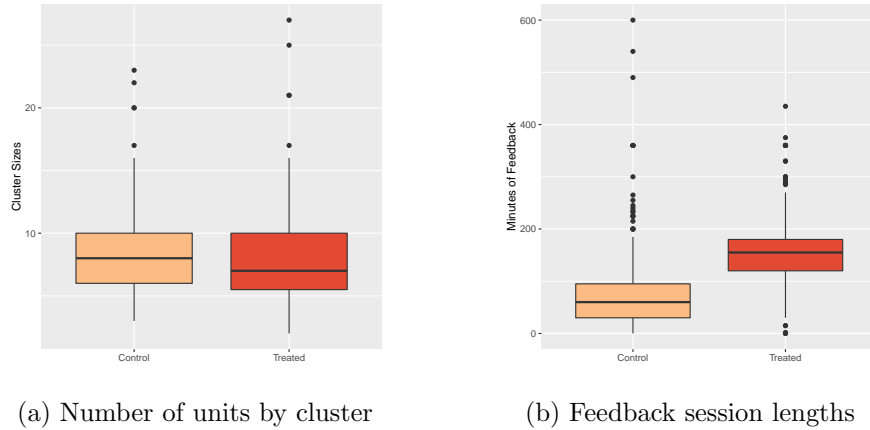 Cluster Sizes
20
10
Control
Treated
(a) Number of units by cluster
Minutes of Feedback
600
400
200
0
Control
Treated
(b) Feedback session lengths